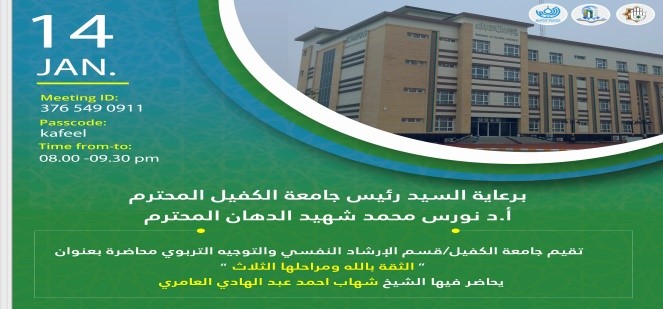 14
JAN.
Meeting ID:
376 549 0911
Passcode:
kafeel
Time from-to:
08.00 -09.30 pm
برعاية السيد رئيس جامعة الكفيل المحترم
أ.د نورس محمد شهيد الدهان المحترم
تقيم جامعة الكفيل/قسم الإرشاد النفسي والتوجيه التربوي محاضرة بعنوان
" الثقة بالله ومراحلها الثلاث "
يحاضر فيها الشيخ شهاب احمد عبد الهادي العامري